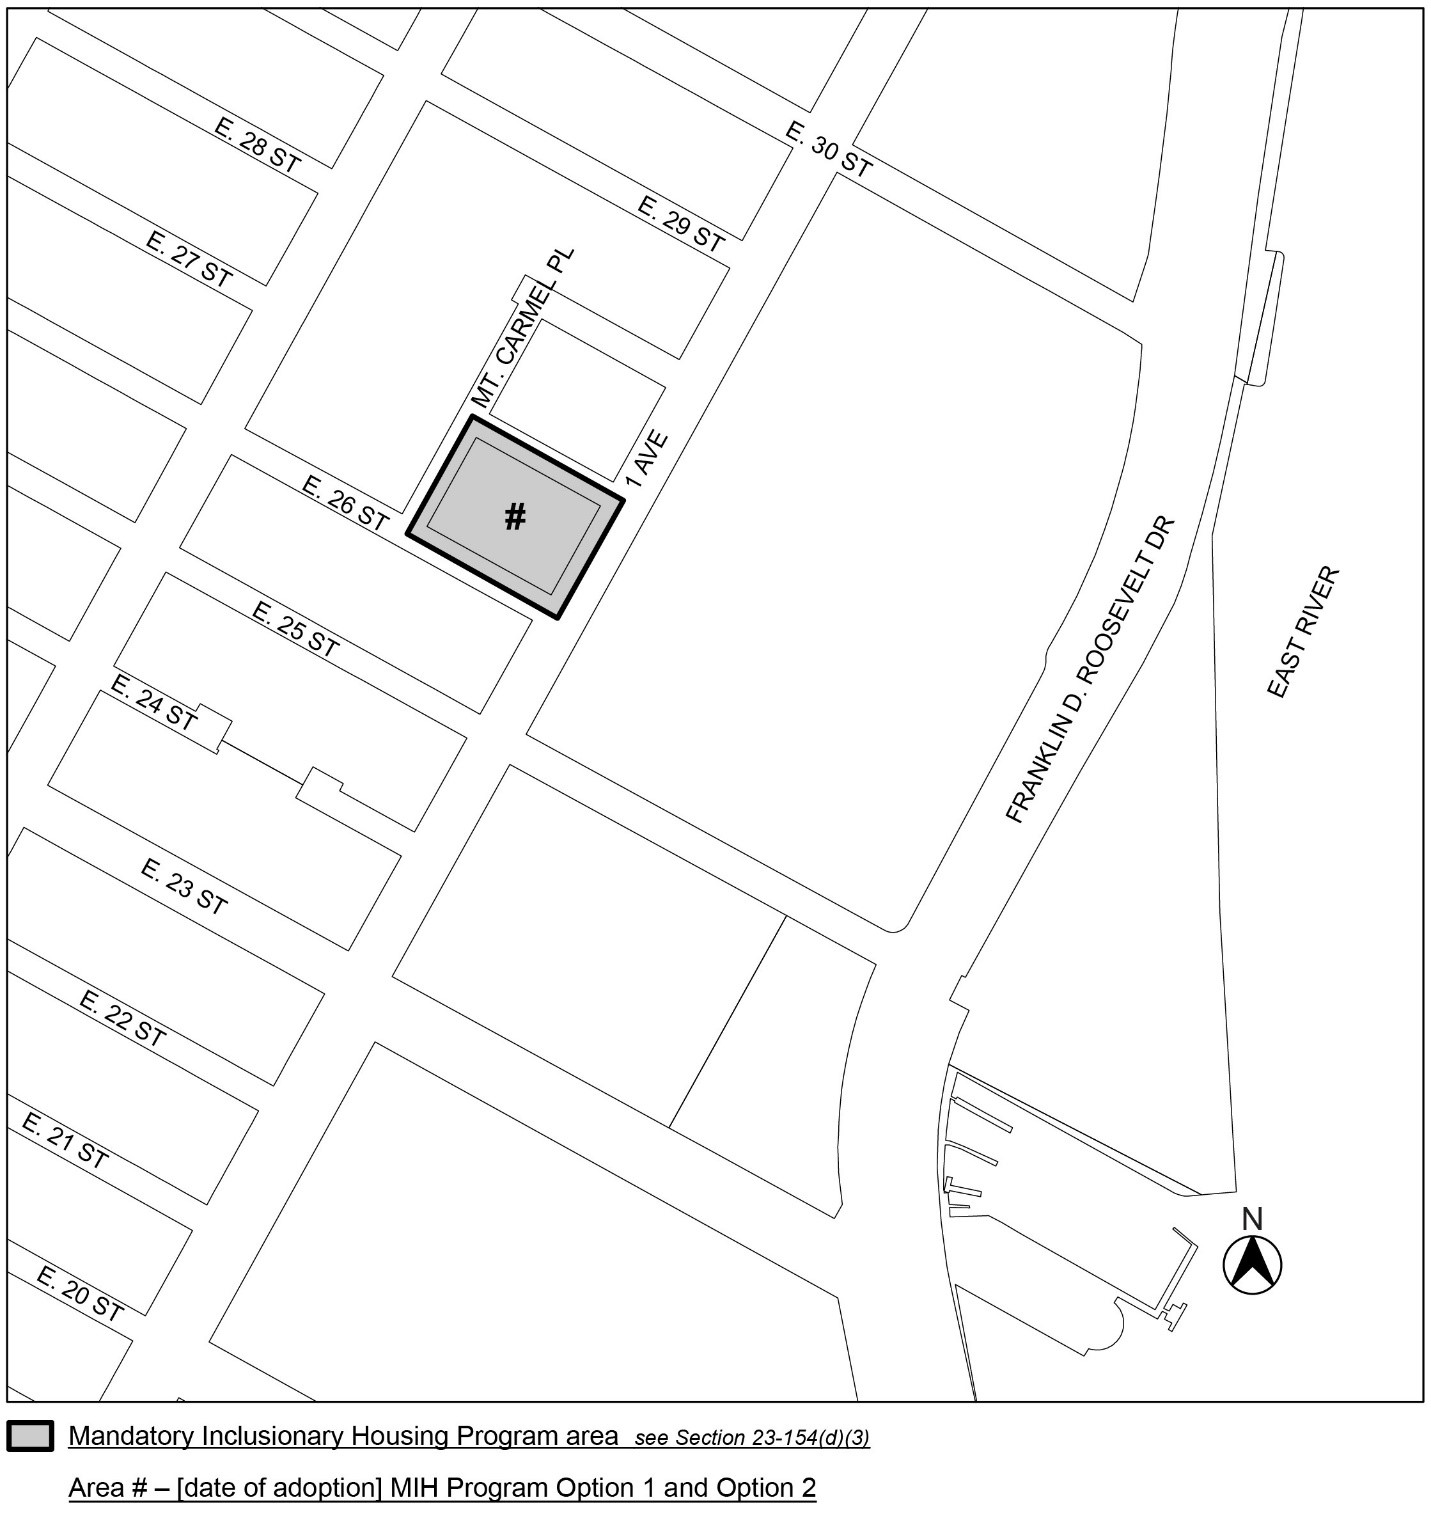 E. 28 ST
E. 30 ST
E. 29 ST
E. 27 ST
MT. CARMEL PL
1 AVE
E. 26 ST
#
FRANKLIN D. ROOSEVELT DR
EAST RIVER
E. 25 ST
E. 24 ST
E. 23 ST
E. 22 ST
E. 21 ST
E. 20 ST
N
Mandatory Inclusionary Housing Program area see Section 23-154(d)(3)
Area # – [date of adoption] MIH Program Option 1 and Option 2